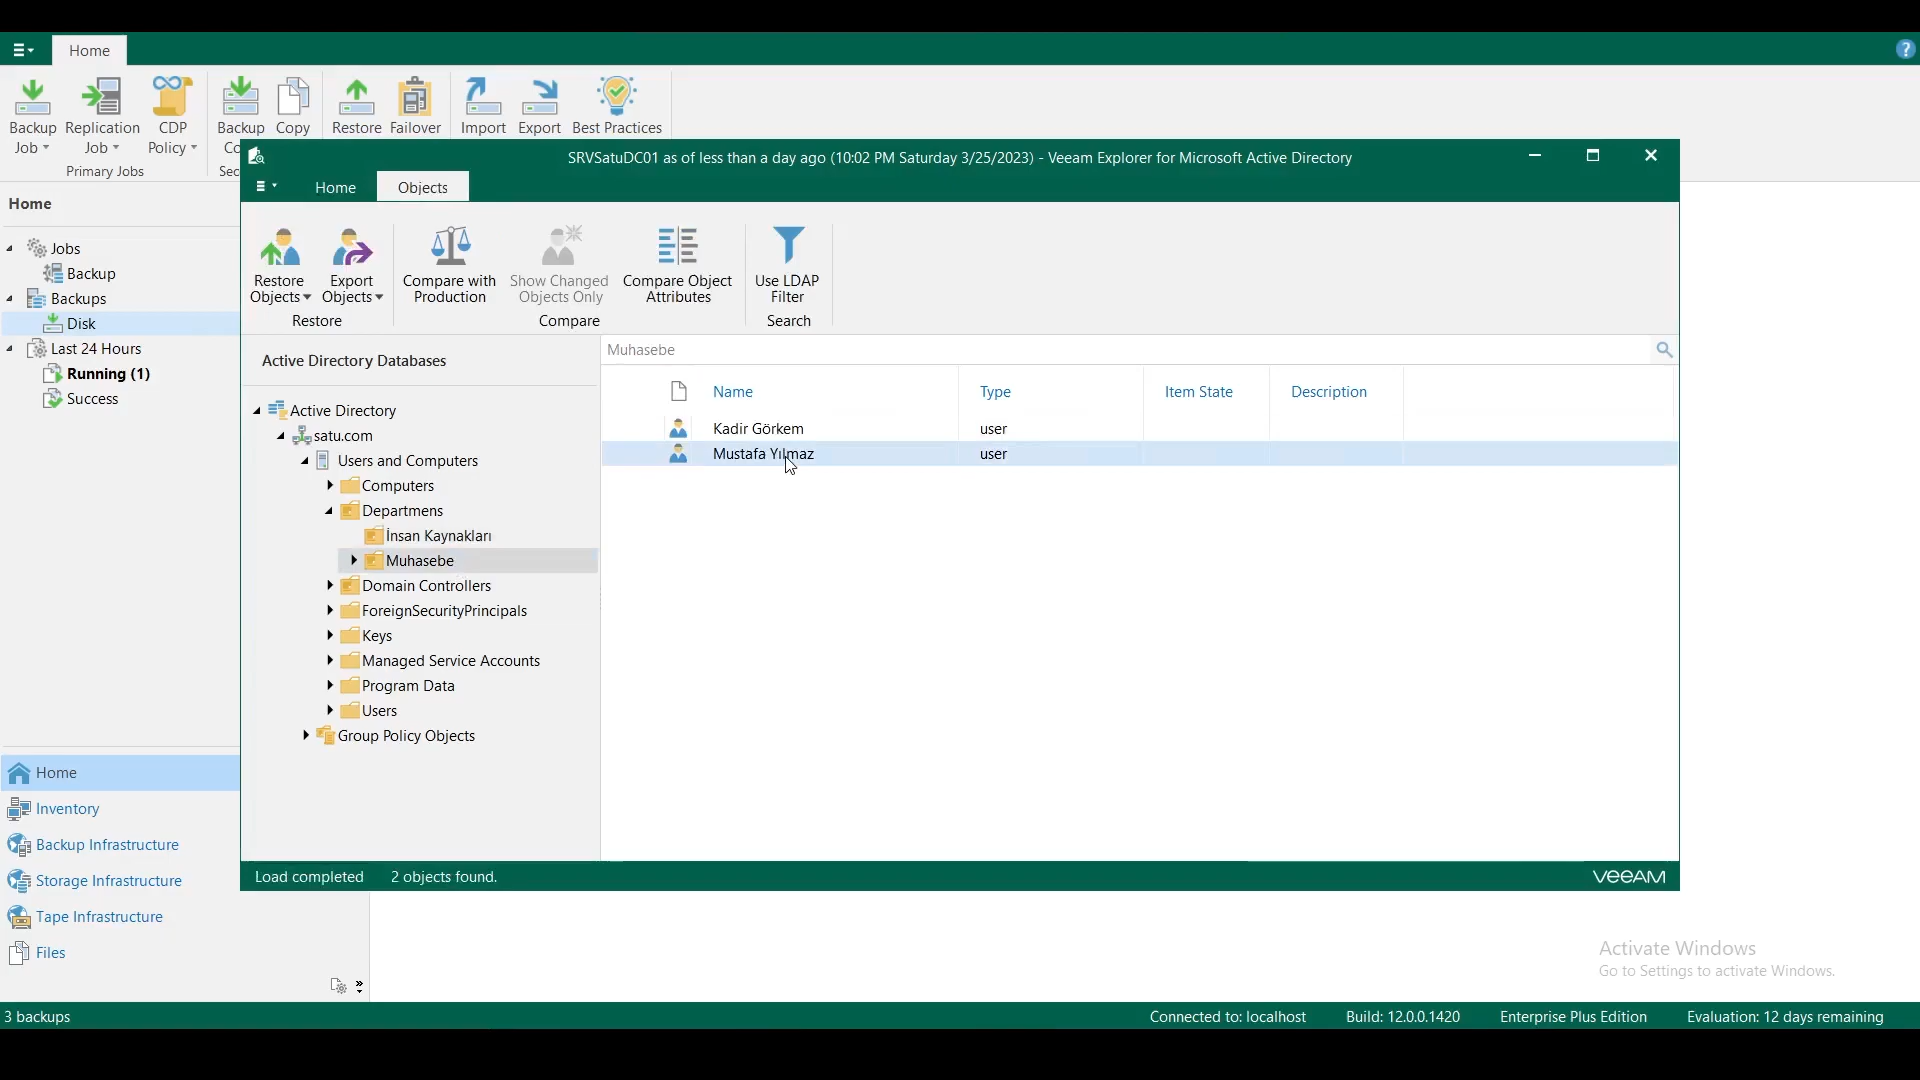 Home
?
Backup Job
Replication Job
CDP Policy
Primary Jobs
Backup Co
Copy
Sec
Restore
Failover
Import
Export
Best Practices
SRVSatuDC01 as of less than a day ago (10:02 PM Saturday 3/25/2023) - Veeam Explorer for Microsoft Active Directory
Home
Objects
Restore Objects
Export Objects
Restore
Compare with Production
Show Changed Objects Only
Compare Object Attributes
Compare
Use LDAP Filter
Search
Home
Jobs
Backup
Backups
Disk
Last 24 Hours
Running (1)
Success
Active Directory Databases
Active Directory
satu.com
Users and Computers
Computers
Departmens
İnsan Kaynakları
Muhasebe
Domain Controllers
ForeignSecurityPrincipals
Keys
Managed Service Accounts
Program Data
Users
Group Policy Objects
Muhasebe
Name
Type
Item State
Description
Kadir Görkem
user
Mustafa Yılmaz
user
Load completed
2 objects found.
veeAM
Home
Inventory
Backup Infrastructure
Storage Infrastructure
Tape Infrastructure
Files
Activate Windows
Go to Settings to activate Windows.
3 backups
Connected to: localhost
Build: 12.0.0.1420
Enterprise Plus Edition
Evaluation: 12 days remaining